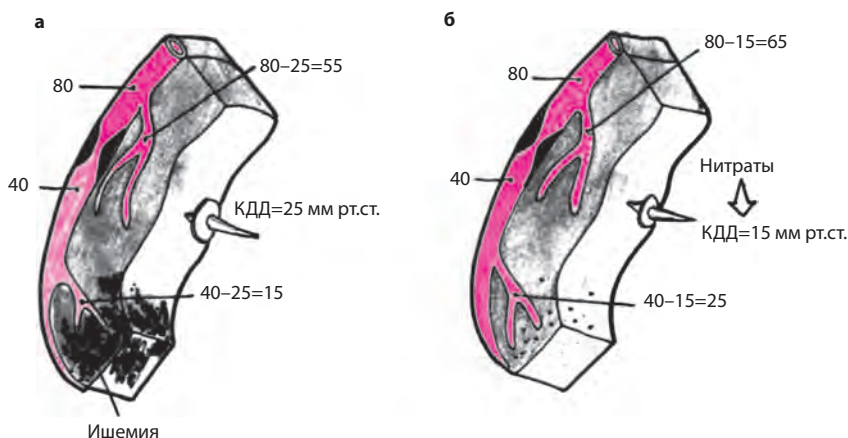 а
80–25=55
80
40
КДД=25 мм рт.ст.
40–25=15
Ишемия
б
80–15=65
80
40
Нитраты
КДД=15 мм рт.ст.
40–15=25